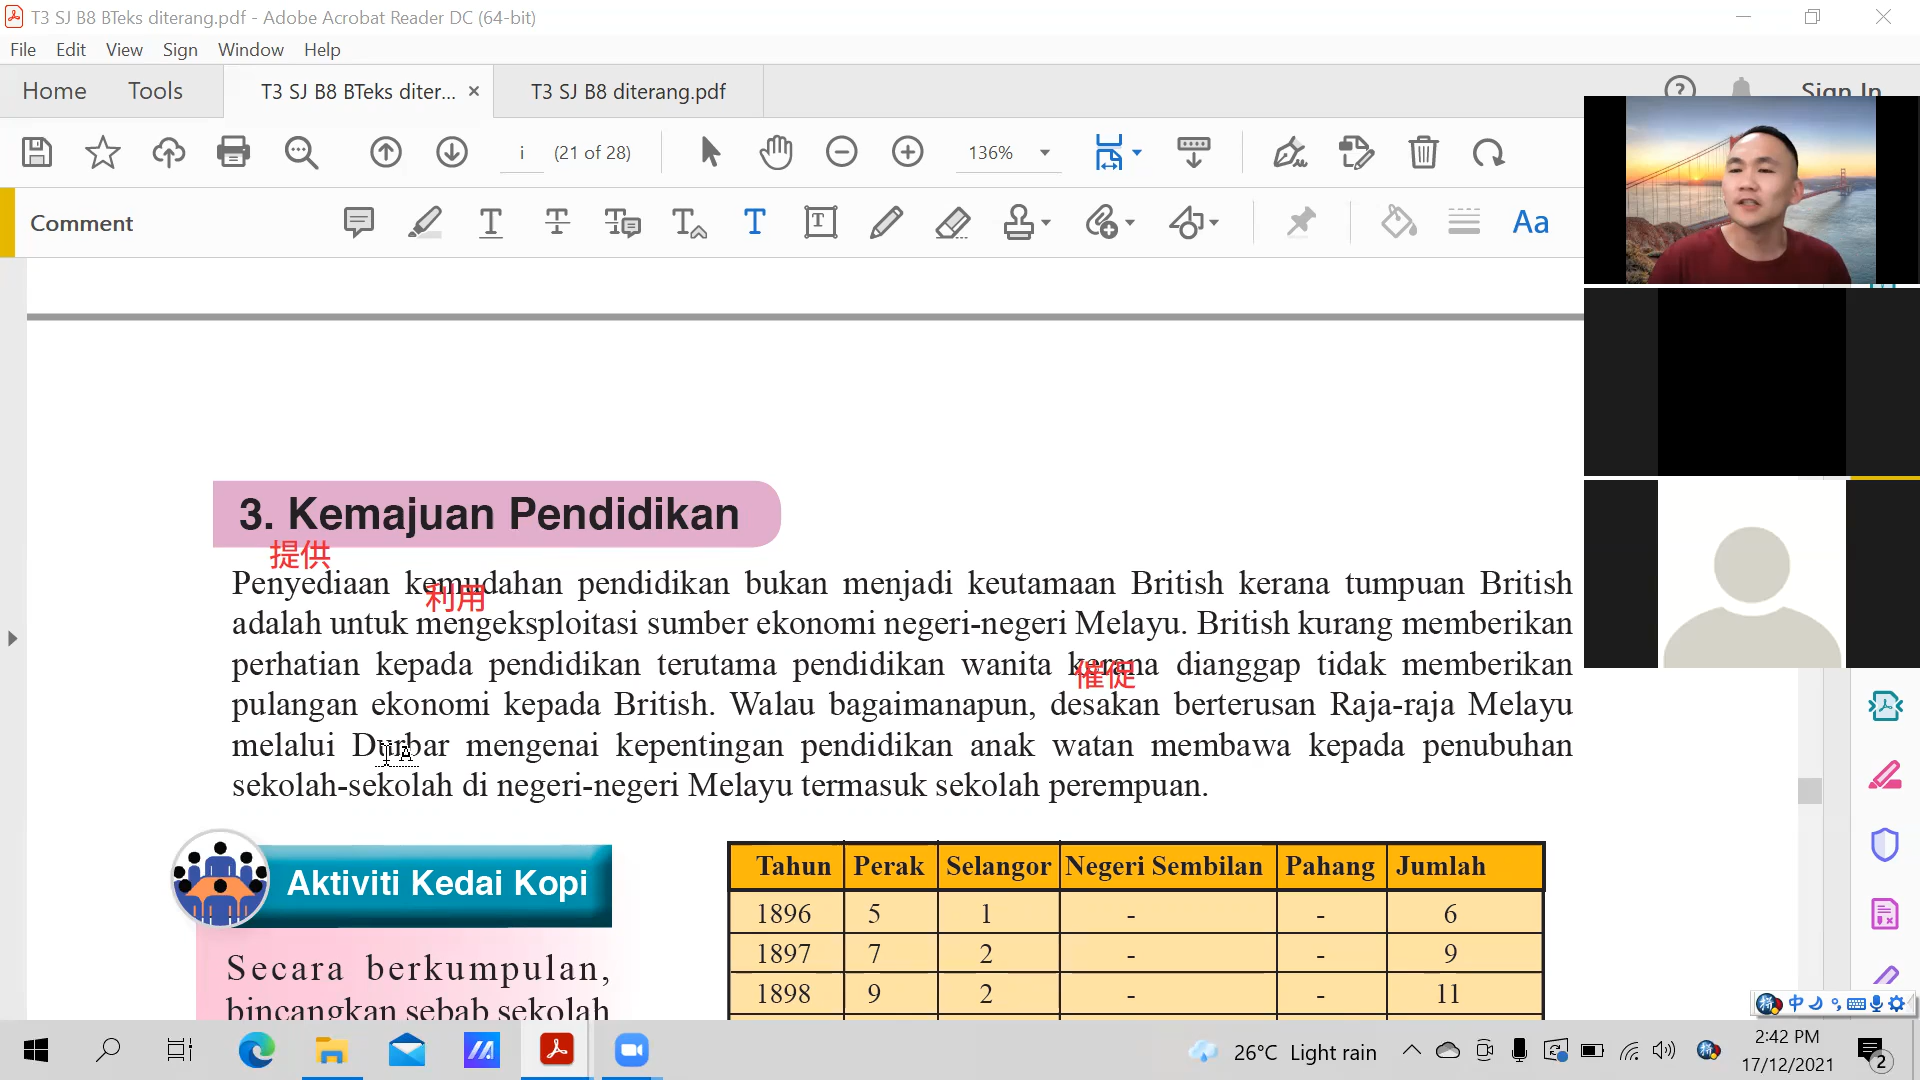 T3 SJ B8 BTeks diterang.pdf - Adobe Acrobat Reader DC (64-bit)
File Edit View Sign Window Help
Home Tools T3 SJ B8 BTeks diter... × T3 SJ B8 diterang.pdf Sign In
i (21 of 28) 136%
Comment Aa
3. Kemajuan Pendidikan
提供
Penyediaan kemudahan pendidikan bukan menjadi keutamaan British kerana tumpuan British
利用
adalah untuk mengeksploitasi sumber ekonomi negeri-negeri Melayu. British kurang memberikan
perhatian kepada pendidikan terutama pendidikan wanita kerana dianggap tidak memberikan
催促
pulangan ekonomi kepada British. Walau bagaimanapun, desakan berterusan Raja-raja Melayu
melalui Durbar mengenai kepentingan pendidikan anak watan membawa kepada penubuhan
sekolah-sekolah di negeri-negeri Melayu termasuk sekolah perempuan.
Aktiviti Kedai Kopi
Secara berkumpulan,
bincangkan sebab sekolah
Tahun Perak Selangor Negeri Sembilan Pahang Jumlah
1896 5 1 - - 6
1897 7 2 - - 9
1898 9 2 - - 11
中
26°C Light rain
2:42 PM
17/12/2021
2